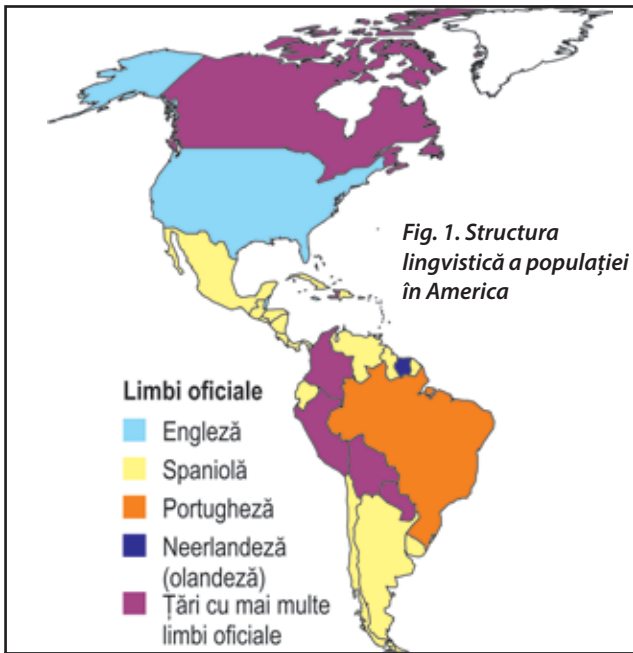 Fig. 1. Structura
lingvistică a populației
în America
Limbi oficiale
Engleză
Spaniolă
Portugheză
Neerlandeză
(olandeză)
Țări cu mai multe
limbi oficiale